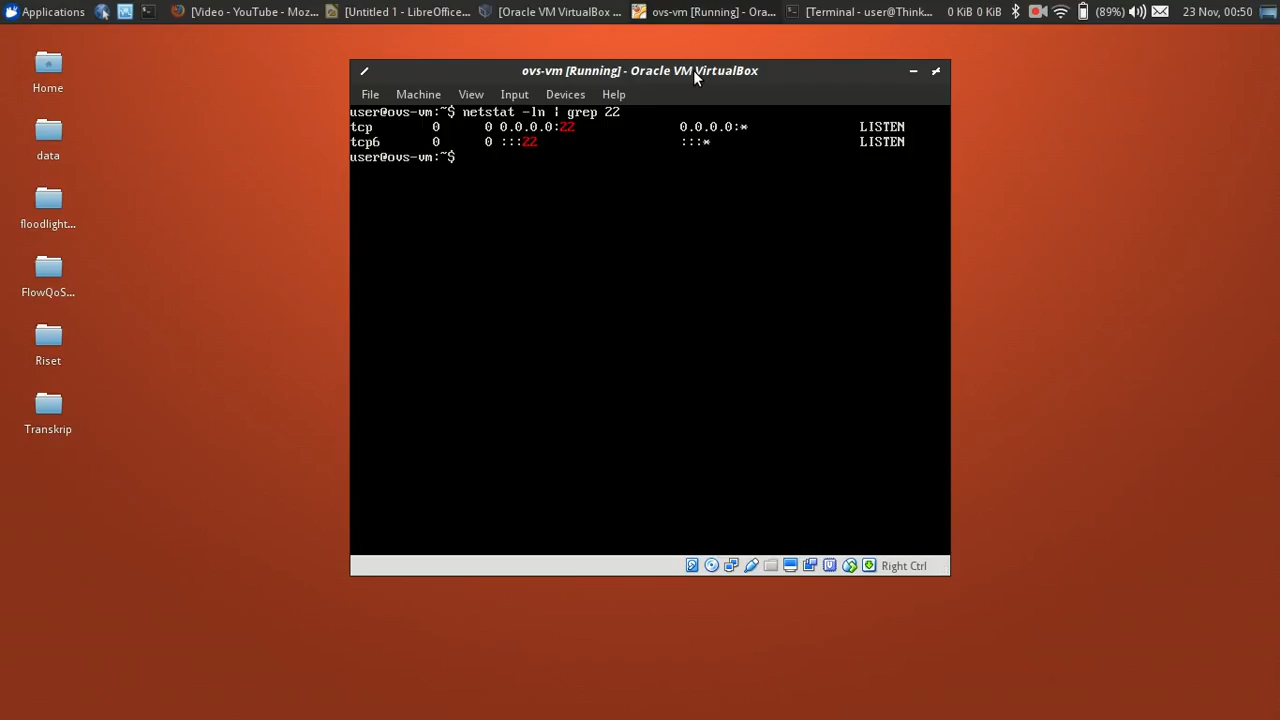 Applications [Video - YouTube - Moz... [Untitled 1 - LibreOffice... [Oracle VM VirtualBox ... ovs-vm [Running] - Ora... [Terminal - user@Think... 0 KiB 0 KiB (89%) 23 Nov, 00:50
Home
data
floodlight...
FlowQoS...
Riset
Transkrip
ovs-vm [Running] - Oracle VM VirtualBox
File Machine View Input Devices Help
user@ovs-vm:~$ netstat -ln | grep 22
tcp 0 0 0.0.0.0:22 0.0.0.0:* LISTEN
tcp6 0 0 :::22 :::* LISTEN
user@ovs-vm:~$
Right Ctrl